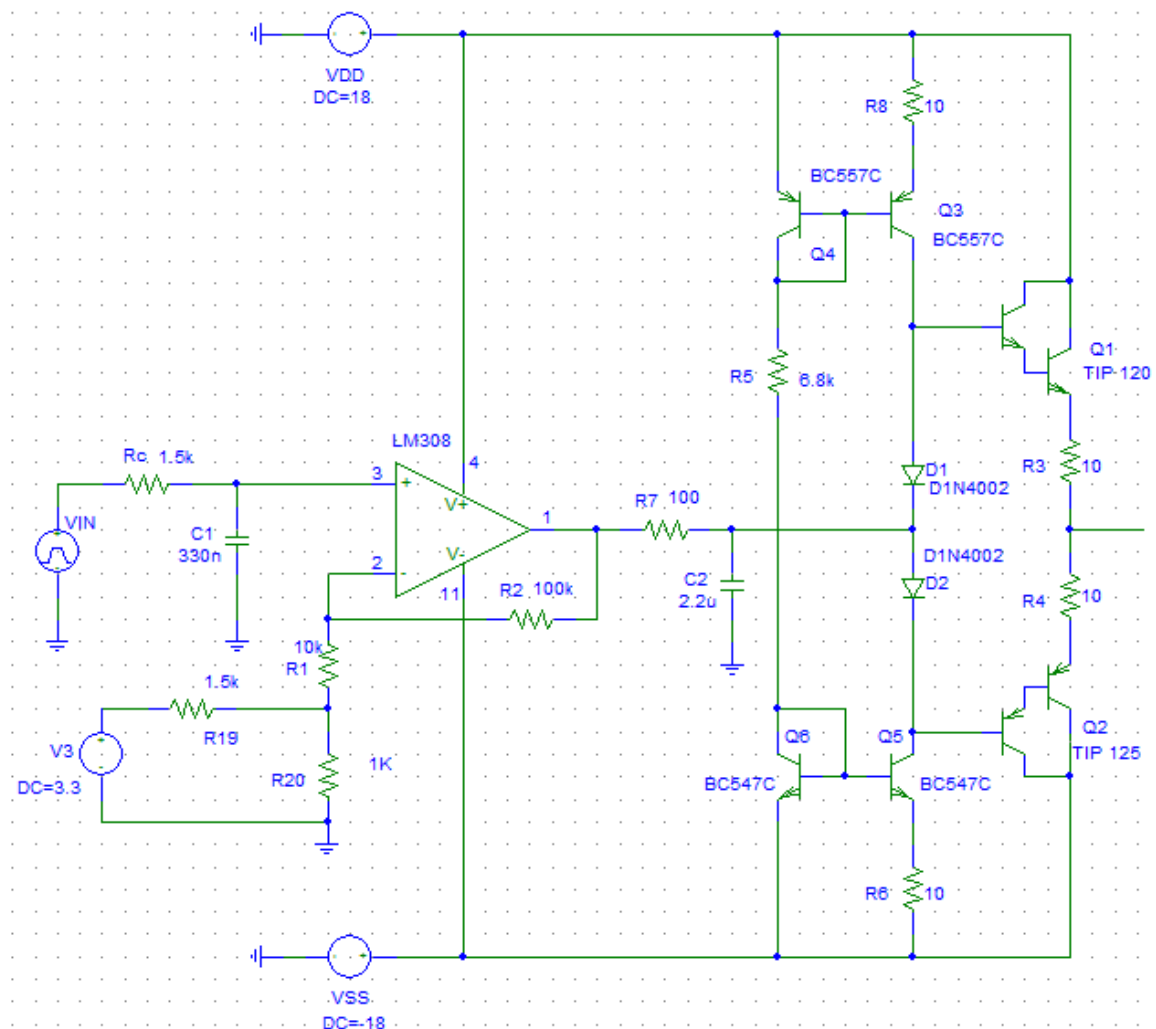 VDD
DC=18
R8 10
BC557C
Q3
BC557C
Q4
Q1
TIP 120
R5 6.8k
LM308
Rc 1.5k
3
4
+
V+
R3 10
D1
D1N4002
R7 100
1
VIN
C1
330n
V-
2
-
11
D1N4002
D2
C2
2.2u
R2 100k
R4 10
10k
R1
1.5k
R19
V3
DC=3.3
R20
1K
Q6
Q5
Q2
TIP 125
BC547C
BC547C
R6 10
VSS
DC=-18